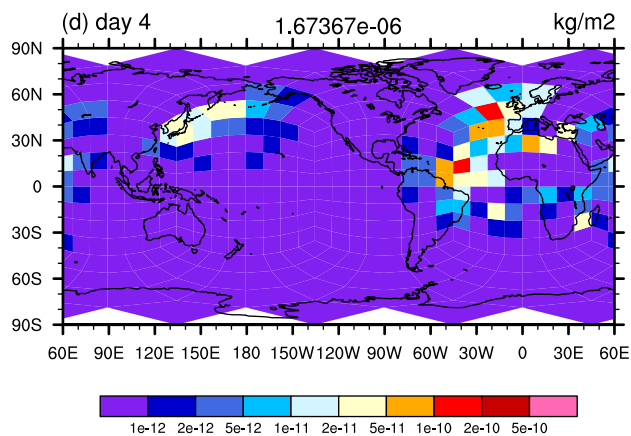 (d) day 4 1.67367e-06 kg/m2
90N
60N
30N
0
30S
60S
90S
60E 90E 120E 150E 180 150W 120W 90W 60W 30W 0 30E 60E
1e-12 2e-12 5e-12 1e-11 2e-11 5e-11 1e-10 2e-10 5e-10